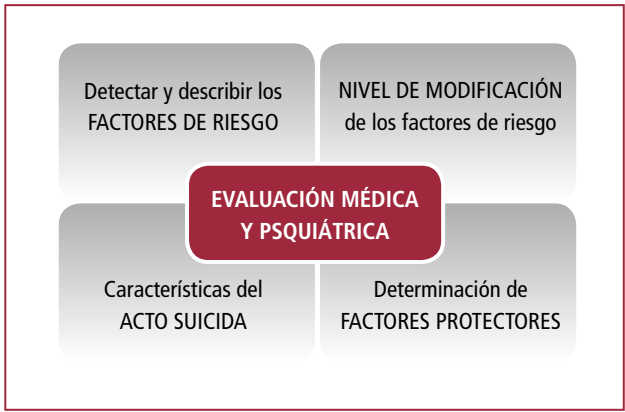 Detectar y describir los
FACTORES DE RIESGO
NIVEL DE MODIFICACIÓN
de los factores de riesgo
EVALUACIÓN MÉDICA
Y PSQUIÁTRICA
Características del
ACTO SUICIDA
Determinación de
FACTORES PROTECTORES